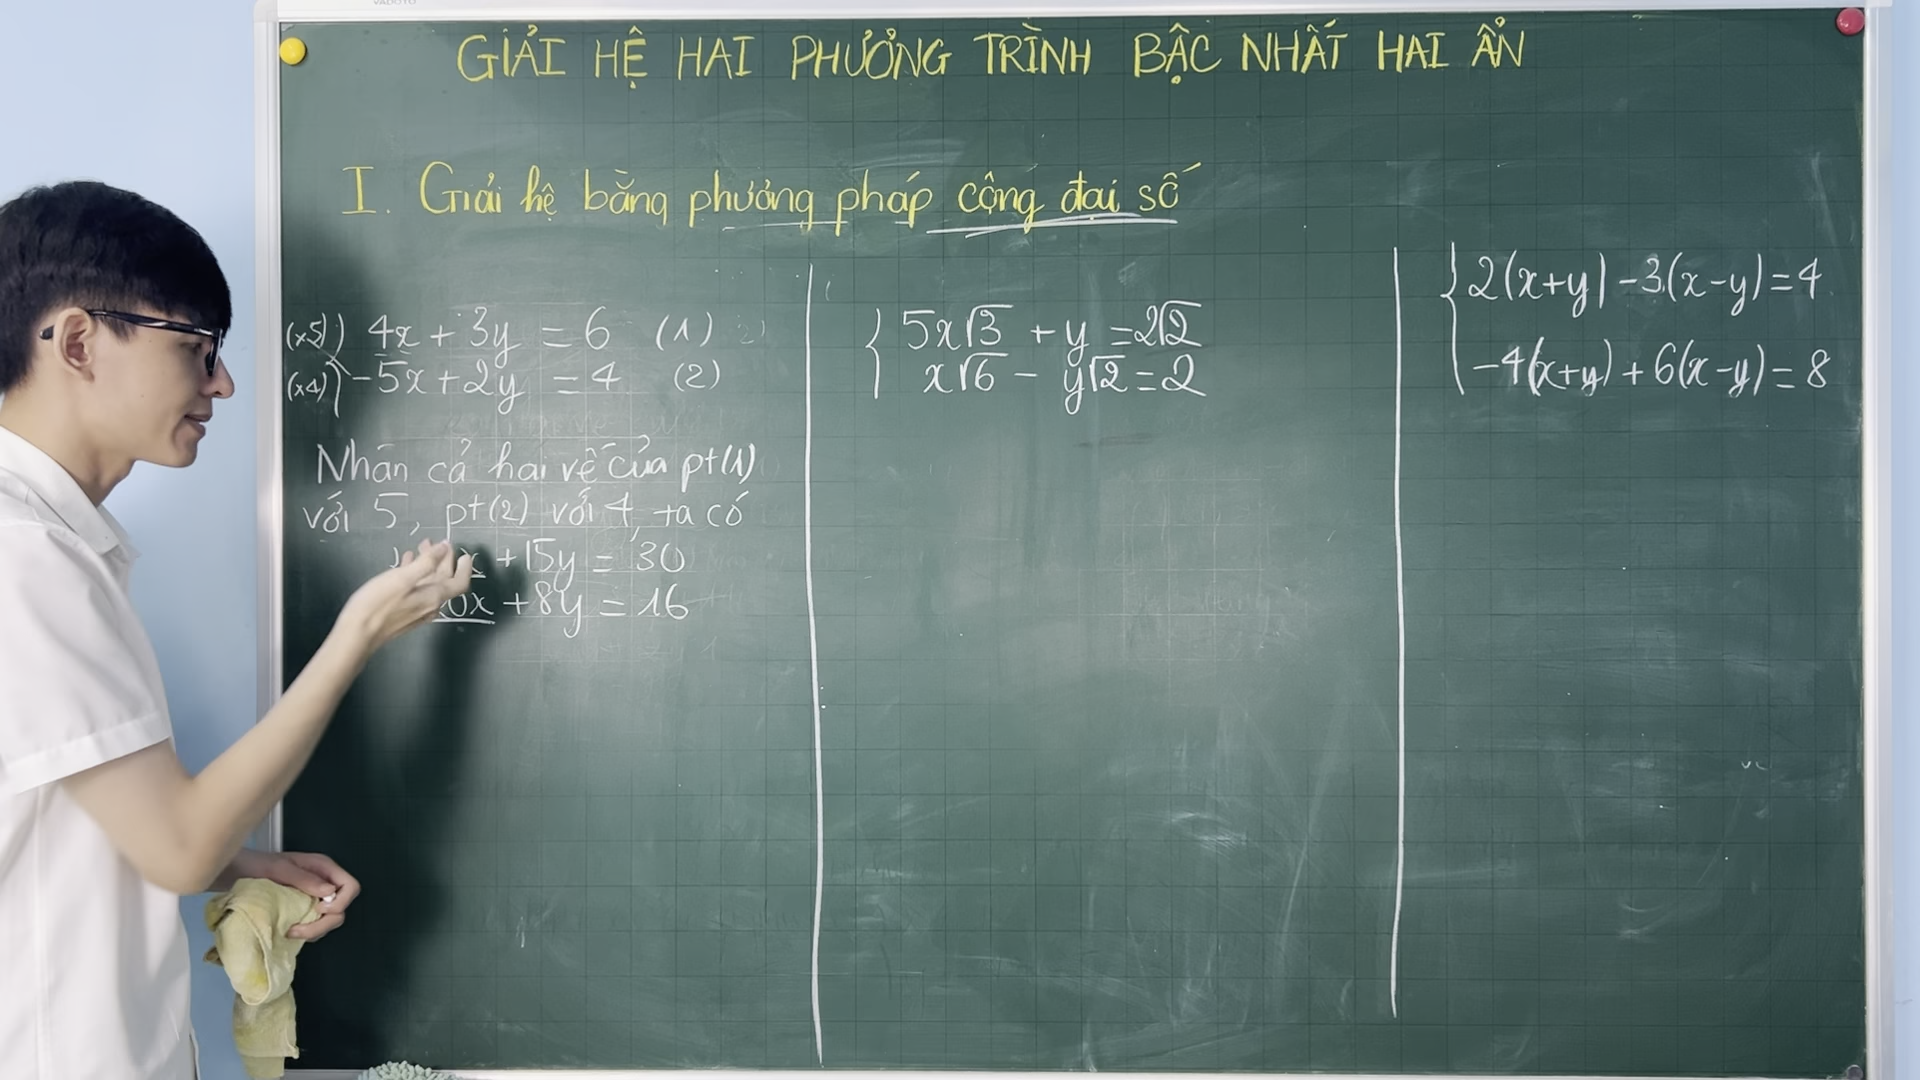 GIẢI HỆ HAI PHƯƠNG TRÌNH BẬC NHẤT HAI ẨN
I. Giải hệ bằng phương pháp cộng đại số
(x5) 4x + 3y = 6 (1)
(x4) -5x + 2y = 4 (2)
Nhân cả hai vế của pt(1)
với 5, pt(2) với 4, ta có
x + 15y = 30
0x + 8y = 16
{ 5x√3 + y = 2√2
x√6 - y√2 = 2
{ 2(x+y) - 3(x-y) = 4
-4(x+y) + 6(x-y) = 8